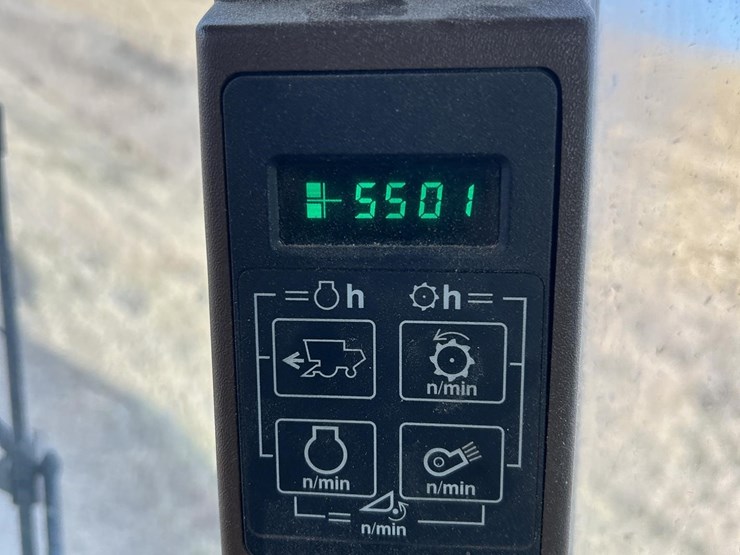 5501
= h h =
n/min
n/min n/min
= n/min